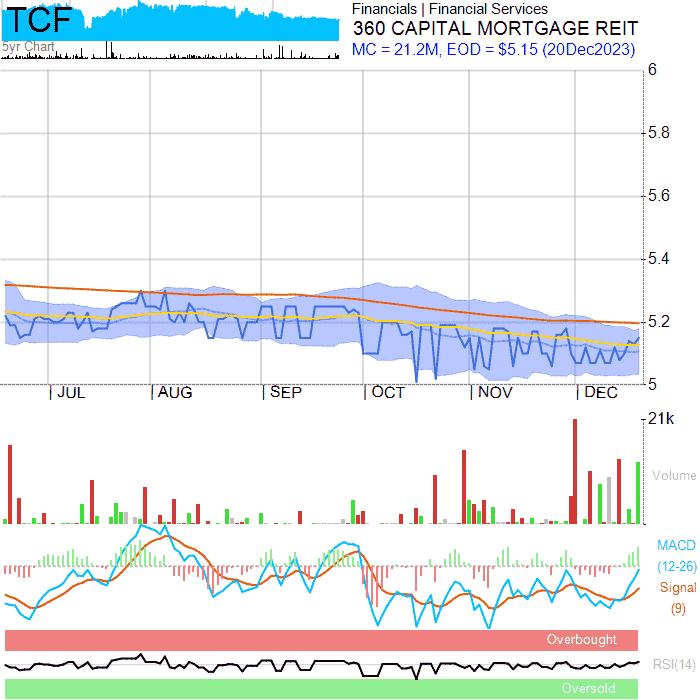 TCF
5yr Chart
Financials | Financial Services
360 CAPITAL MORTGAGE REIT
MC = 21.2M, EOD = $5.15 (20Dec2023)
6
5.8
5.6
5.4
5.2
5
JUL AUG SEP OCT NOV DEC
21k
Volume
MACD
(12-26)
Signal
(9)
Overbought
RSI(14)
Oversold